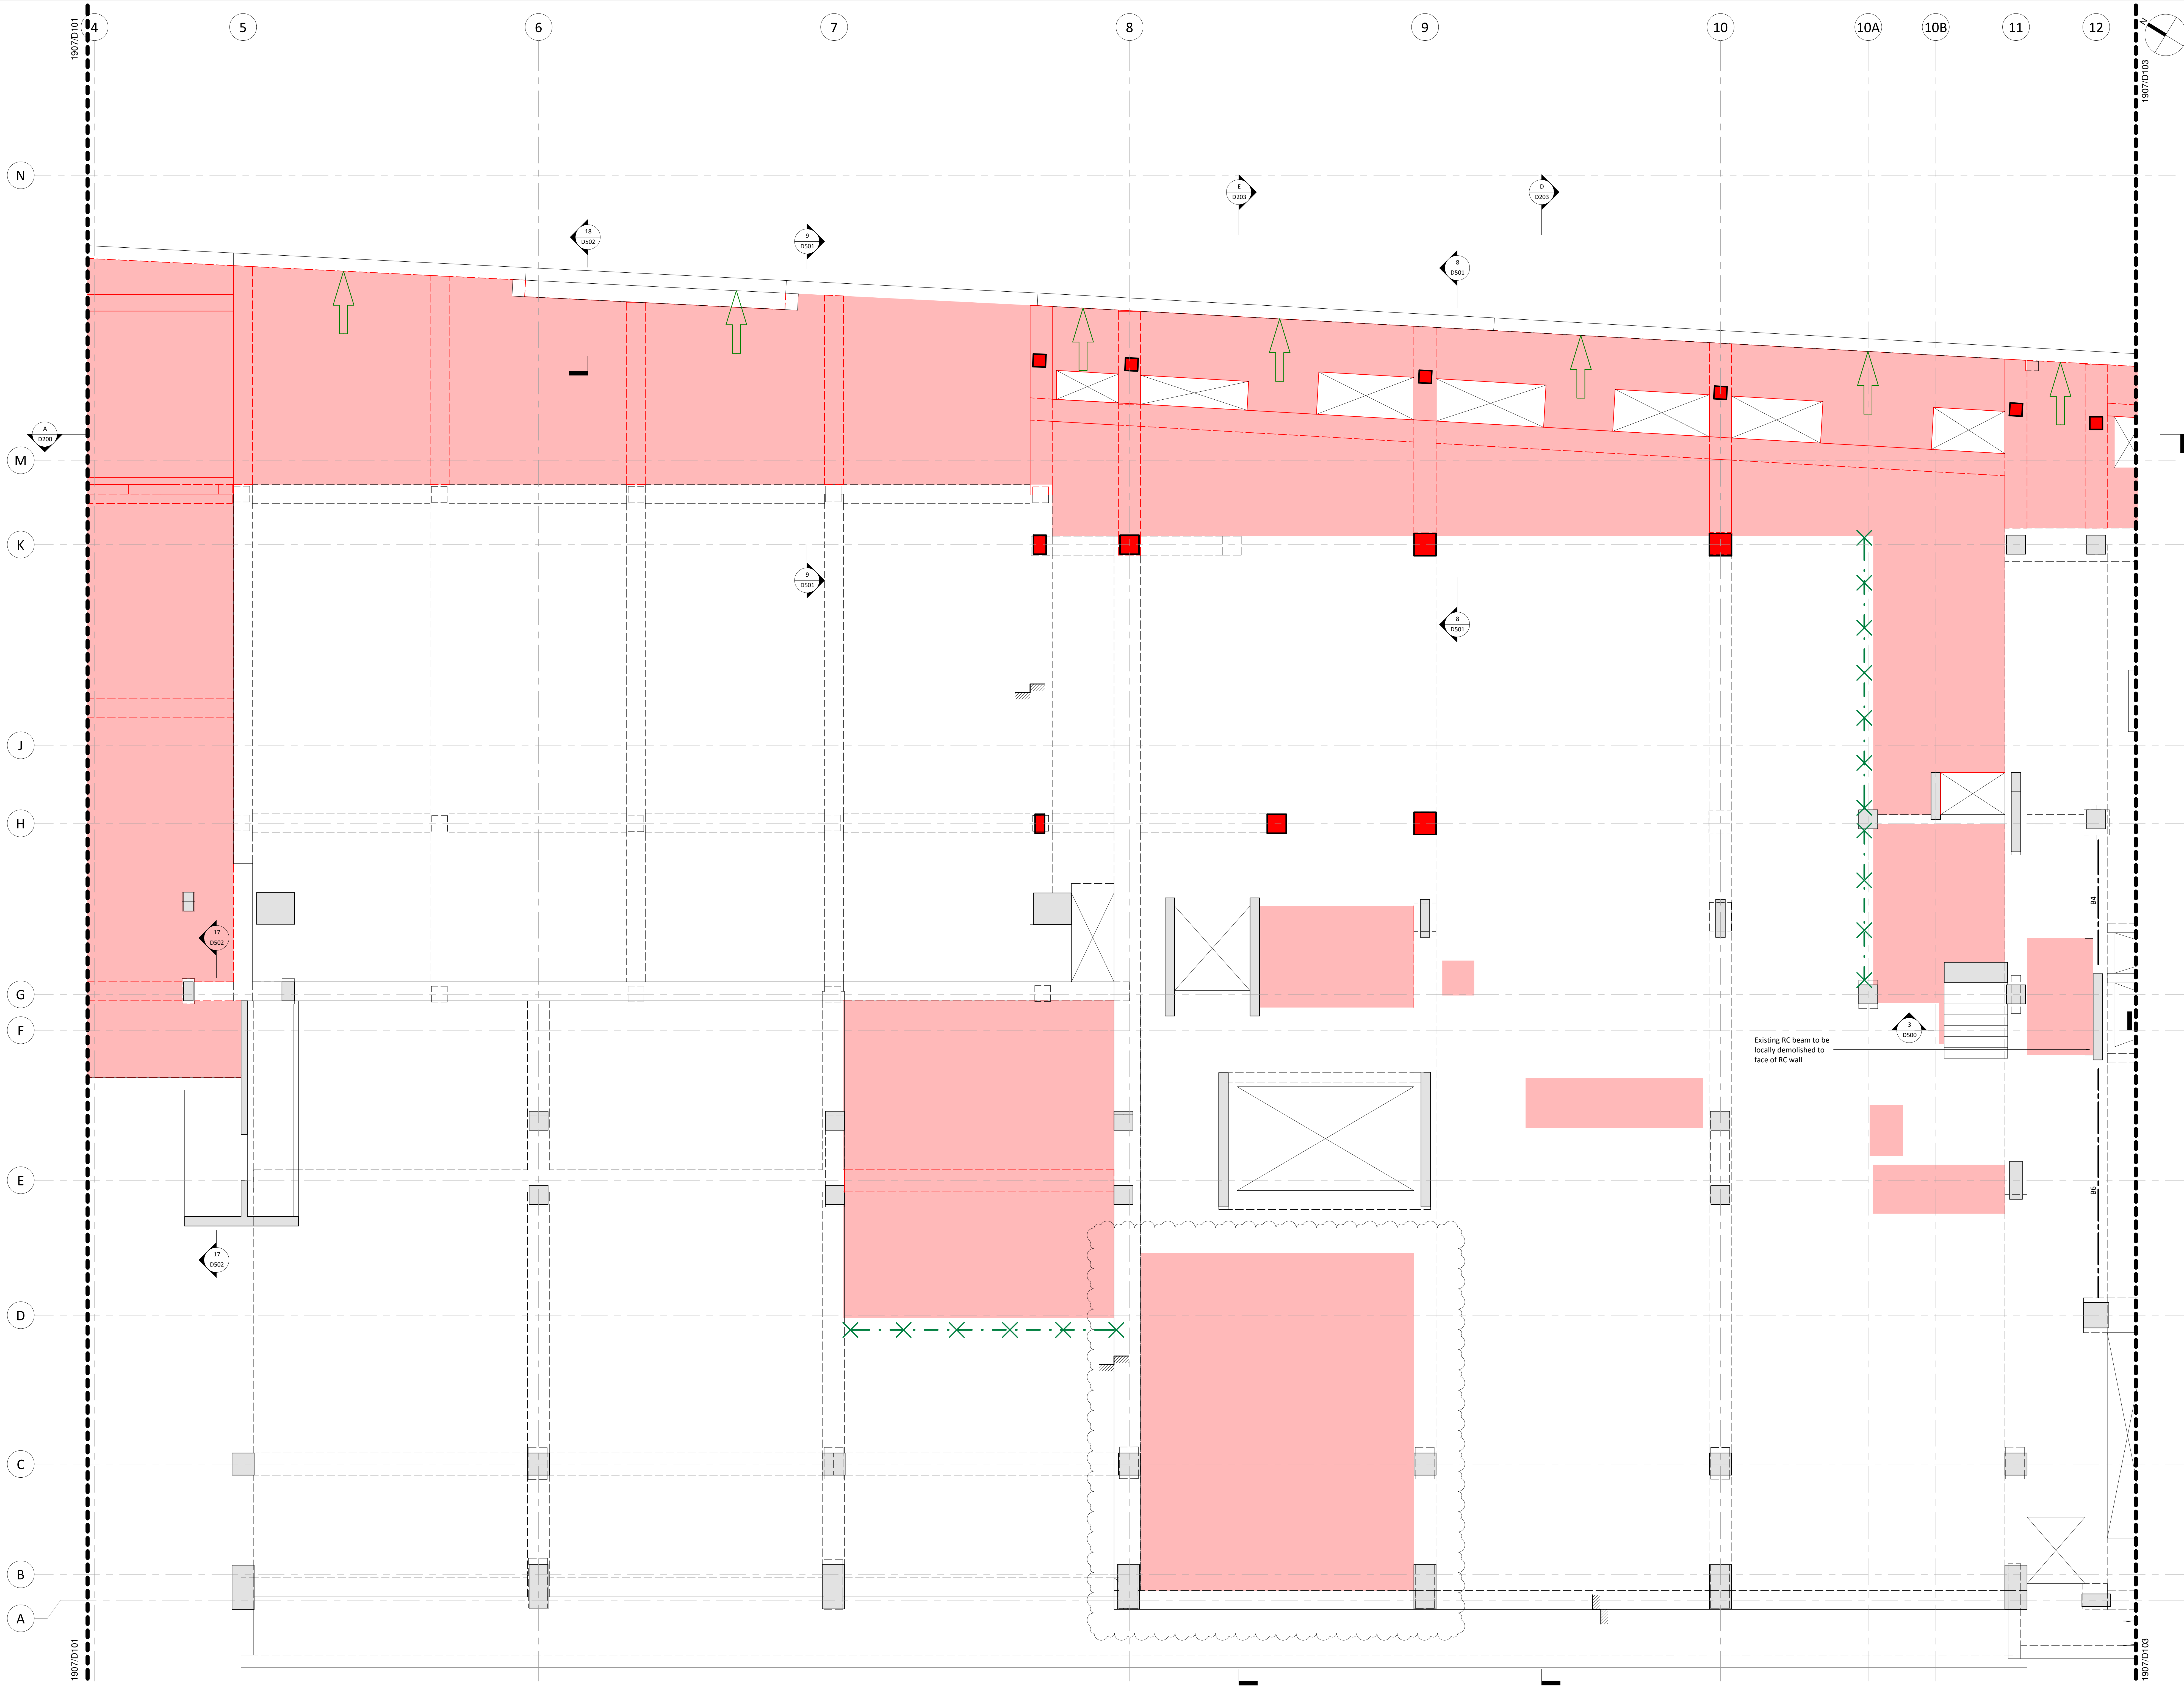 1907/D101
4
5
6
7
8
9
10
10A
10B
11
12
N
1907/D103
N
E
D203
D
D203
18
D502
9
D501
8
D501
A
D200
M
K
9
D501
8
D501
J
H
B4
17
D502
G
F
3
D500
Existing RC beam to be
locally demolished to
face of RC wall
E
B6
17
D502
D
C
B
A
1907/D101
1907/D103